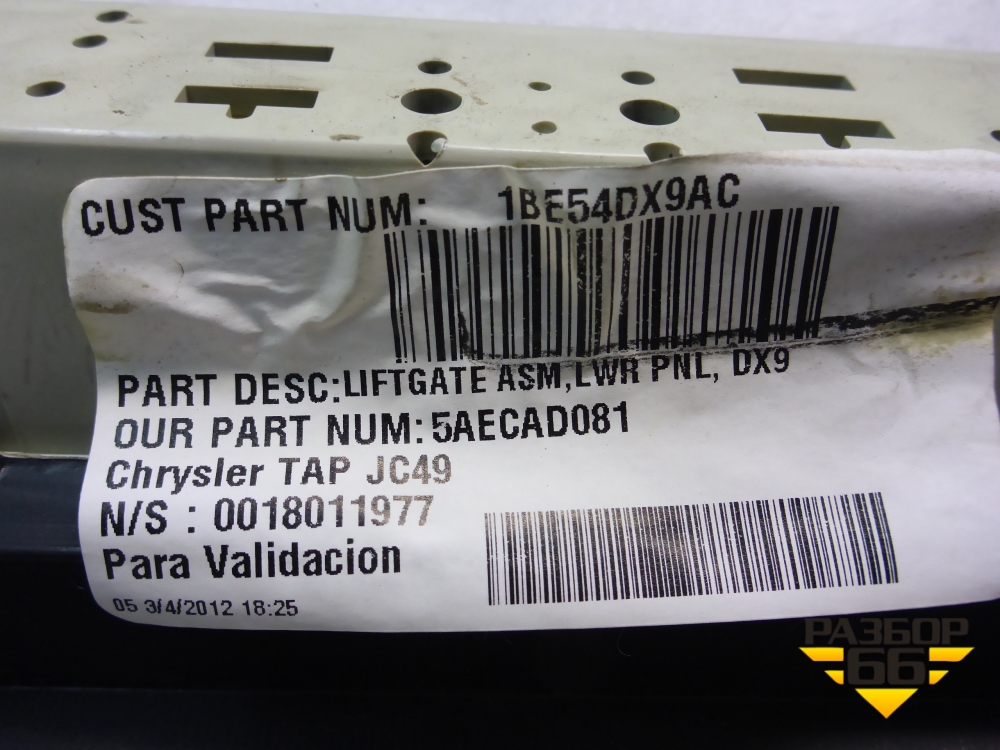 CUST PART NUM: 1BE54DX9AC
PART DESC:LIFTGATE ASM,LWR PNL, DX9
OUR PART NUM:5AECAD081
Chrysler TAP JC49
N/S : 0018011977
Para Validacion
05 3/4/2012 18:25
РАЗБОР
66